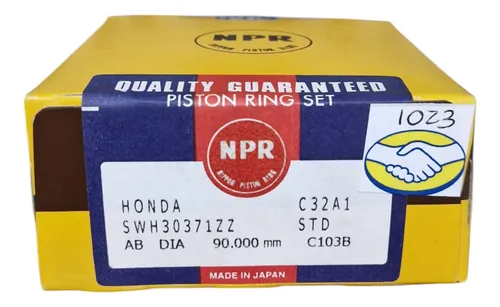 NPR
NIPPON PISTON RING
QUALITY GUARANTEED
PISTON RING SET
1023
NPR
NIPPON PISTON RING
HONDA C32A1
SWH30371ZZ STD
AB DIA 90.000 mm C103B
MADE IN JAPAN